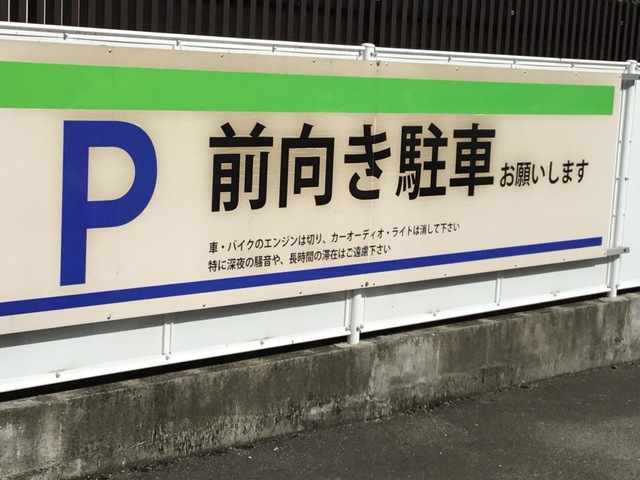 P 前向き駐車お願いします
車・バイクのエンジンは切り、カーオーディオ・ライトは消して下さい
特に深夜の騒音や、長時間の滞在はご遠慮下さい